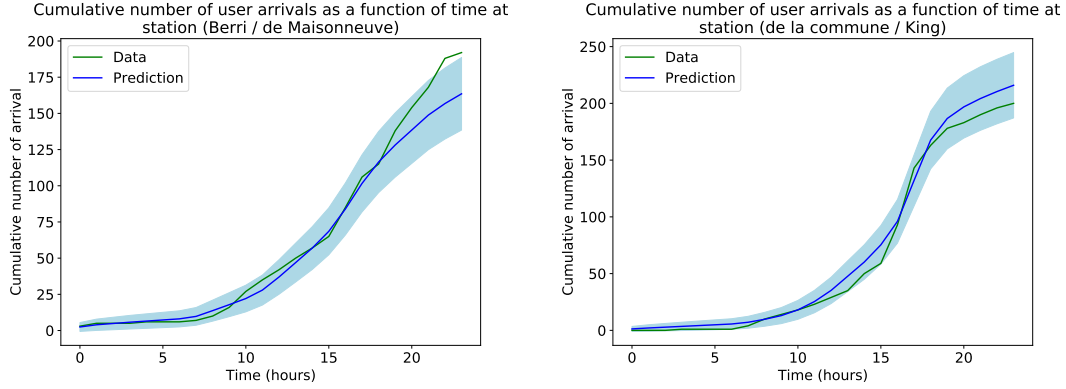 Cumulative number of user arrivals as a function of time at
station (Berri / de Maisonneuve)
Cumulative number of arrival
200
175
150
125
100
75
50
25
0
Data
Prediction
0 5 10 15 20
Time (hours)
Cumulative number of user arrivals as a function of time at
station (de la commune / King)
Cumulative number of arrival
250
200
150
100
50
0
Data
Prediction
0 5 10 15 20
Time (hours)